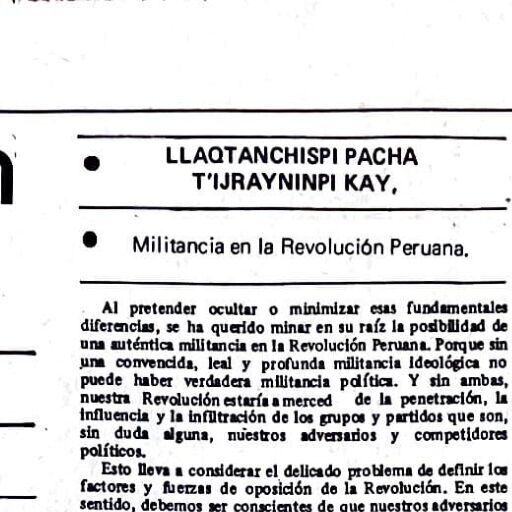 LLAQTANCHISPI PACHA
T'IJRAYNINPI KAY,
Militancia en la Revolución Peruana.
Al pretender ocultar o minimizar esas fundamentales
diferencias, se ha querido minar en su raíz la posibilidad de
una auténtica militancia en la Revolución Peruana. Porque sin
una convencida, leal y profunda militancia ideológica no
puede haber verdadera militancia política. Y sin ambas,
nuestra Revolución estaría a merced de la penetración, la
influencia y la infiltración de los grupos y partidos que son,
sin duda alguna, nuestros adversarios y competidores
políticos.
Esto lleva a considerar el delicado problema de definir los
factores y fuerzas de oposición de la Revolución. En este
sentido, debemos ser conscientes de que nuestros adversarios